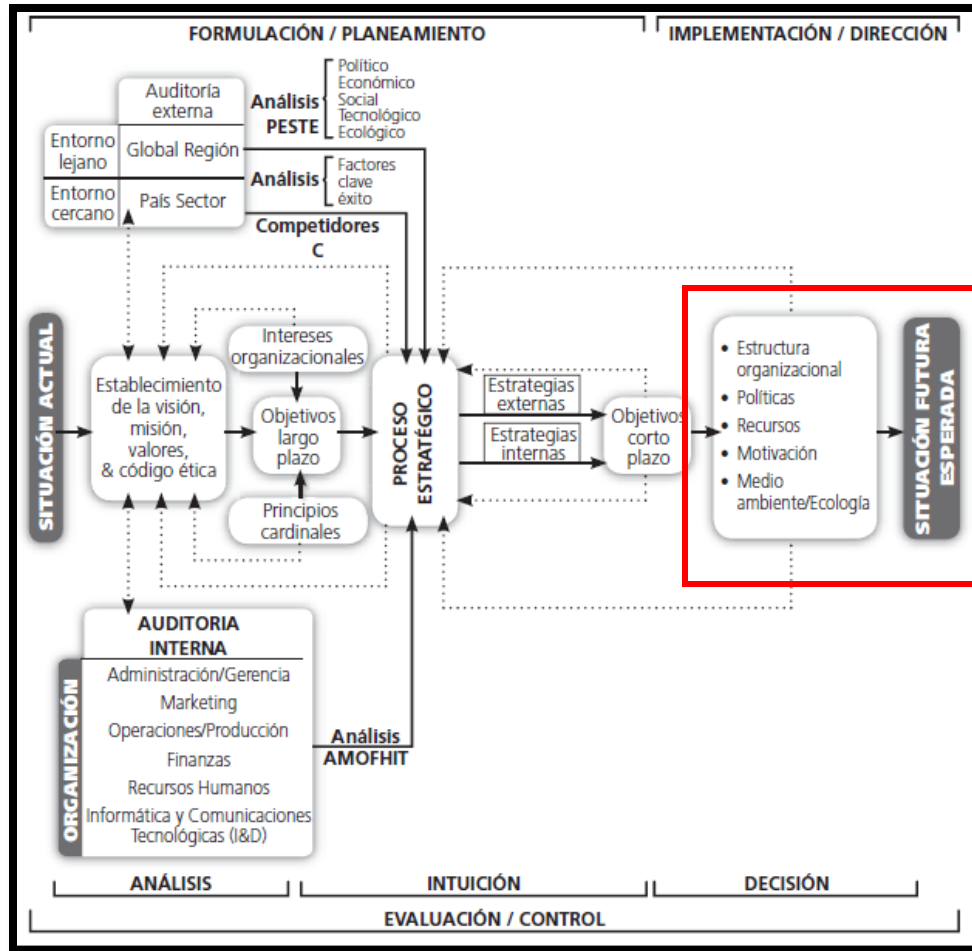 FORMULACIÓN / PLANEAMIENTO
IMPLEMENTACIÓN / DIRECCIÓN
Auditoría
externa
Entorno
lejano
Global Región
Entorno
cercano
País Sector
Análisis
PESTE
Político
Económico
Social
Tecnológico
Ecológico
Análisis
Factores
clave
éxito
Competidores
C
SITUACIÓN ACTUAL
Establecimiento
de la visión,
misión,
valores,
& código ética
Intereses
organizacionales
Objetivos
largo
plazo
Principios
cardinales
PROCESO
ESTRATÉGICO
Estrategias
externas
Estrategias
internas
Objetivos
corto
plazo
• Estructura
organizacional
• Políticas
• Recursos
• Motivación
• Medio
ambiente/Ecología
SITUACIÓN FUTURA
ESPERADA
ORGANIZACIÓN
AUDITORIA
INTERNA
Administración/Gerencia
Marketing
Operaciones/Producción
Finanzas
Recursos Humanos
Informática y Comunicaciones
Tecnológicas (I&D)
Análisis
AMOFHIT
ANÁLISIS
INTUICIÓN
DECISIÓN
EVALUACIÓN / CONTROL